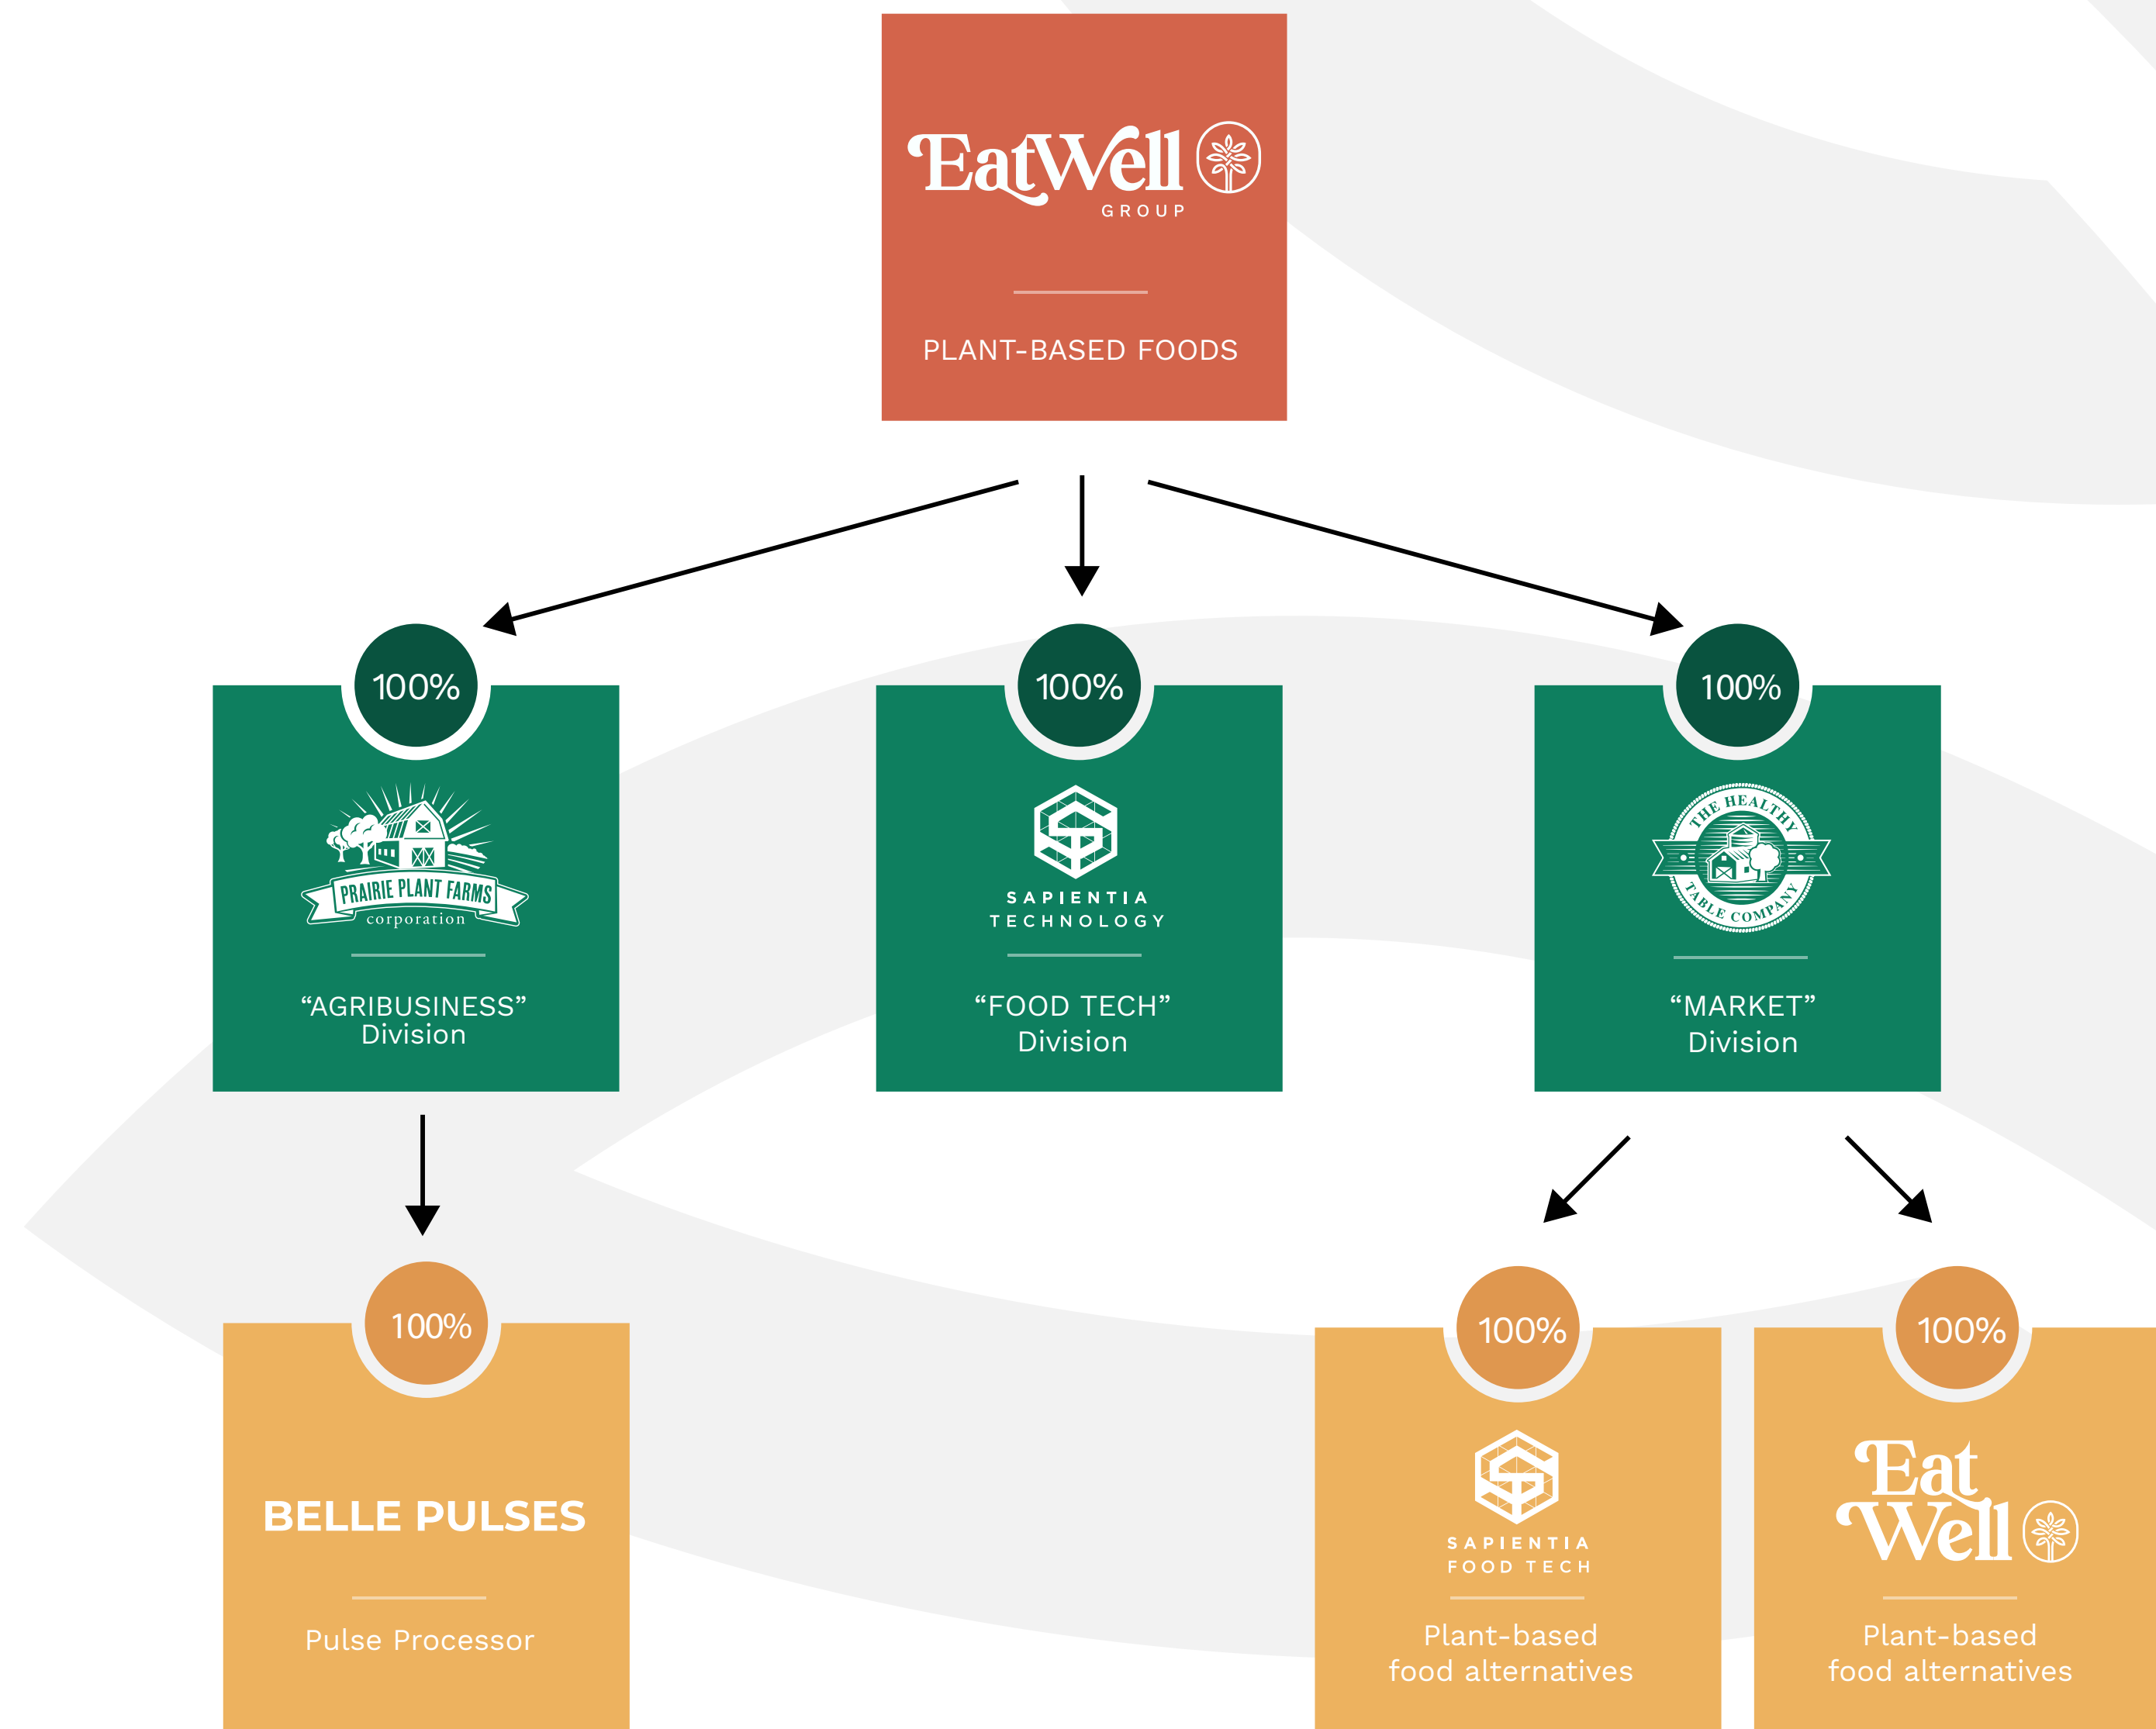 EatWell
GROUP
PLANT-BASED FOODS
100%
PRAIRIE PLANT FARMS
corporation
“AGRIBUSINESS”
Division
100%
SAPIENTIA
TECHNOLOGY
“FOOD TECH”
Division
100%
THE HEALTHY
TABLE COMPANY
“MARKET”
Division
100%
BELLE PULSES
Pulse Processor
100%
SAPIENTIA
FOOD TECH
Plant-based
food alternatives
100%
Eat
Well
Plant-based
food alternatives